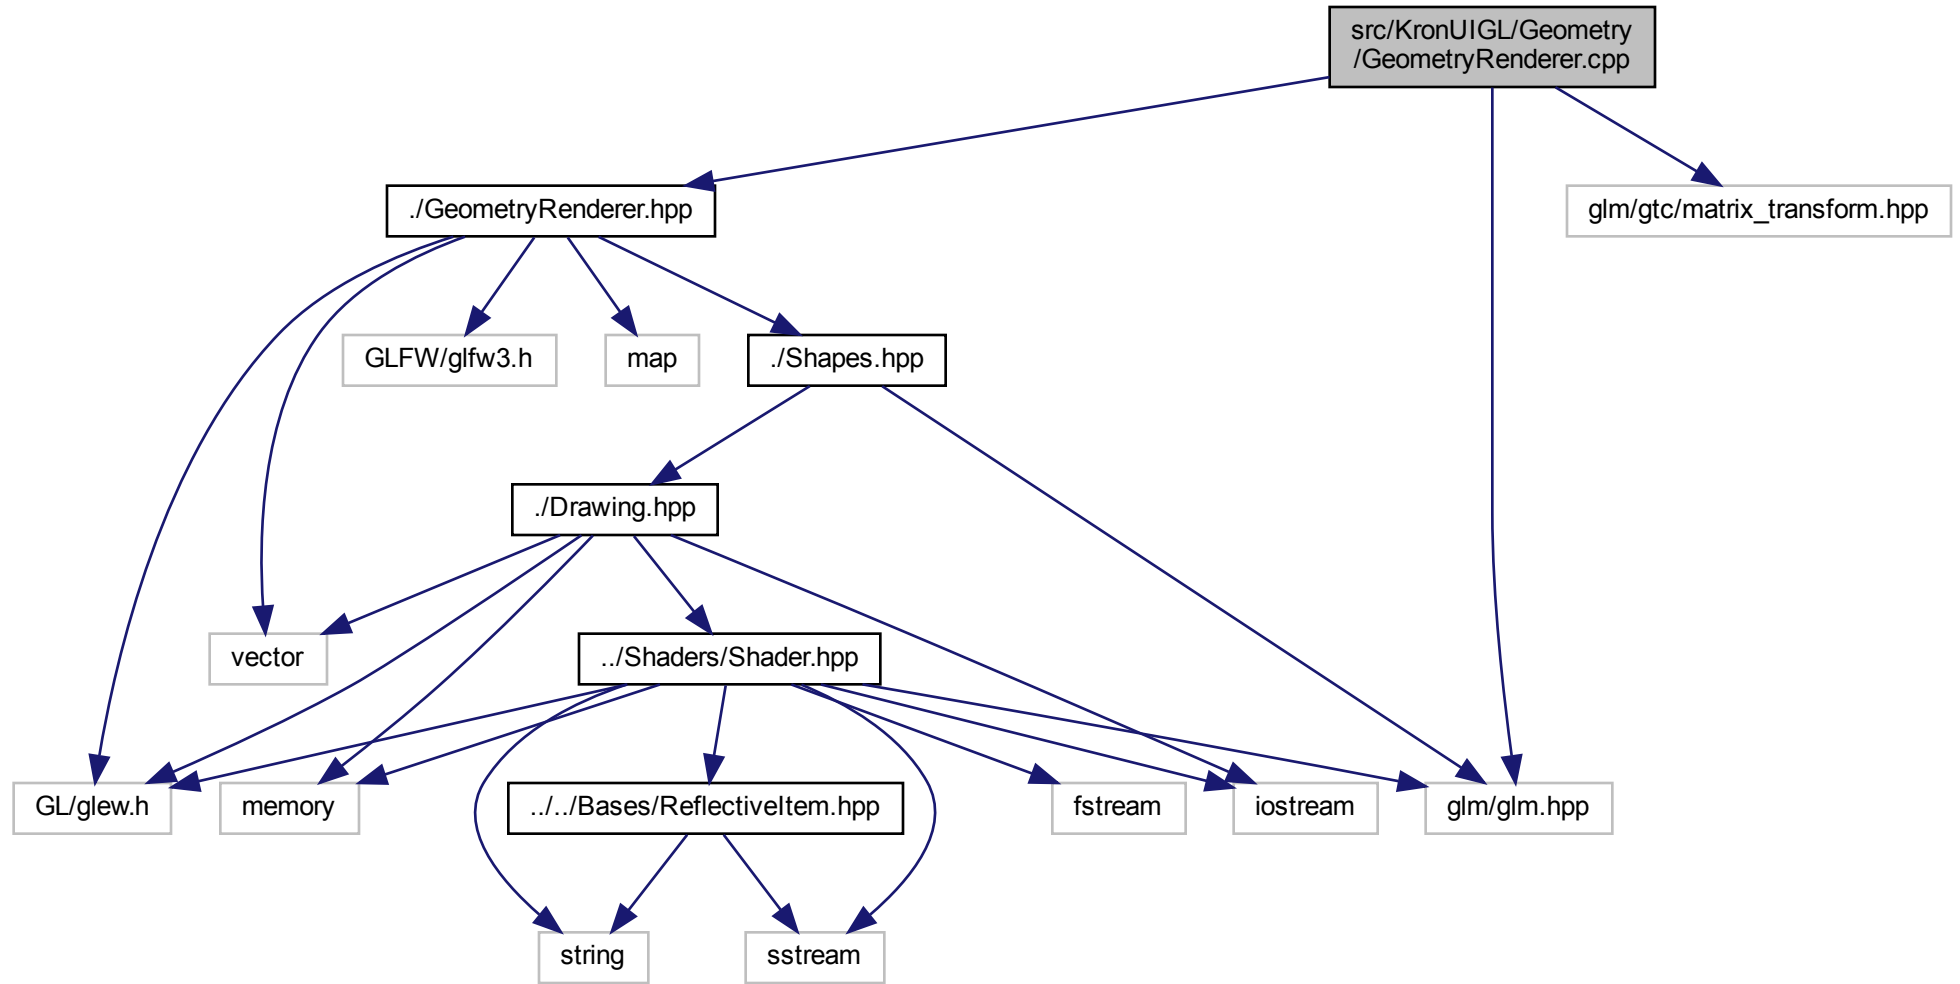 src/KronUIGL/Geometry
/GeometryRenderer.cpp
./GeometryRenderer.hpp
glm/gtc/matrix_transform.hpp
GLFW/glfw3.h
map
./Shapes.hpp
./Drawing.hpp
vector
../Shaders/Shader.hpp
GL/glew.h
memory
../../Bases/ReflectiveItem.hpp
fstream
iostream
glm/glm.hpp
string
sstream